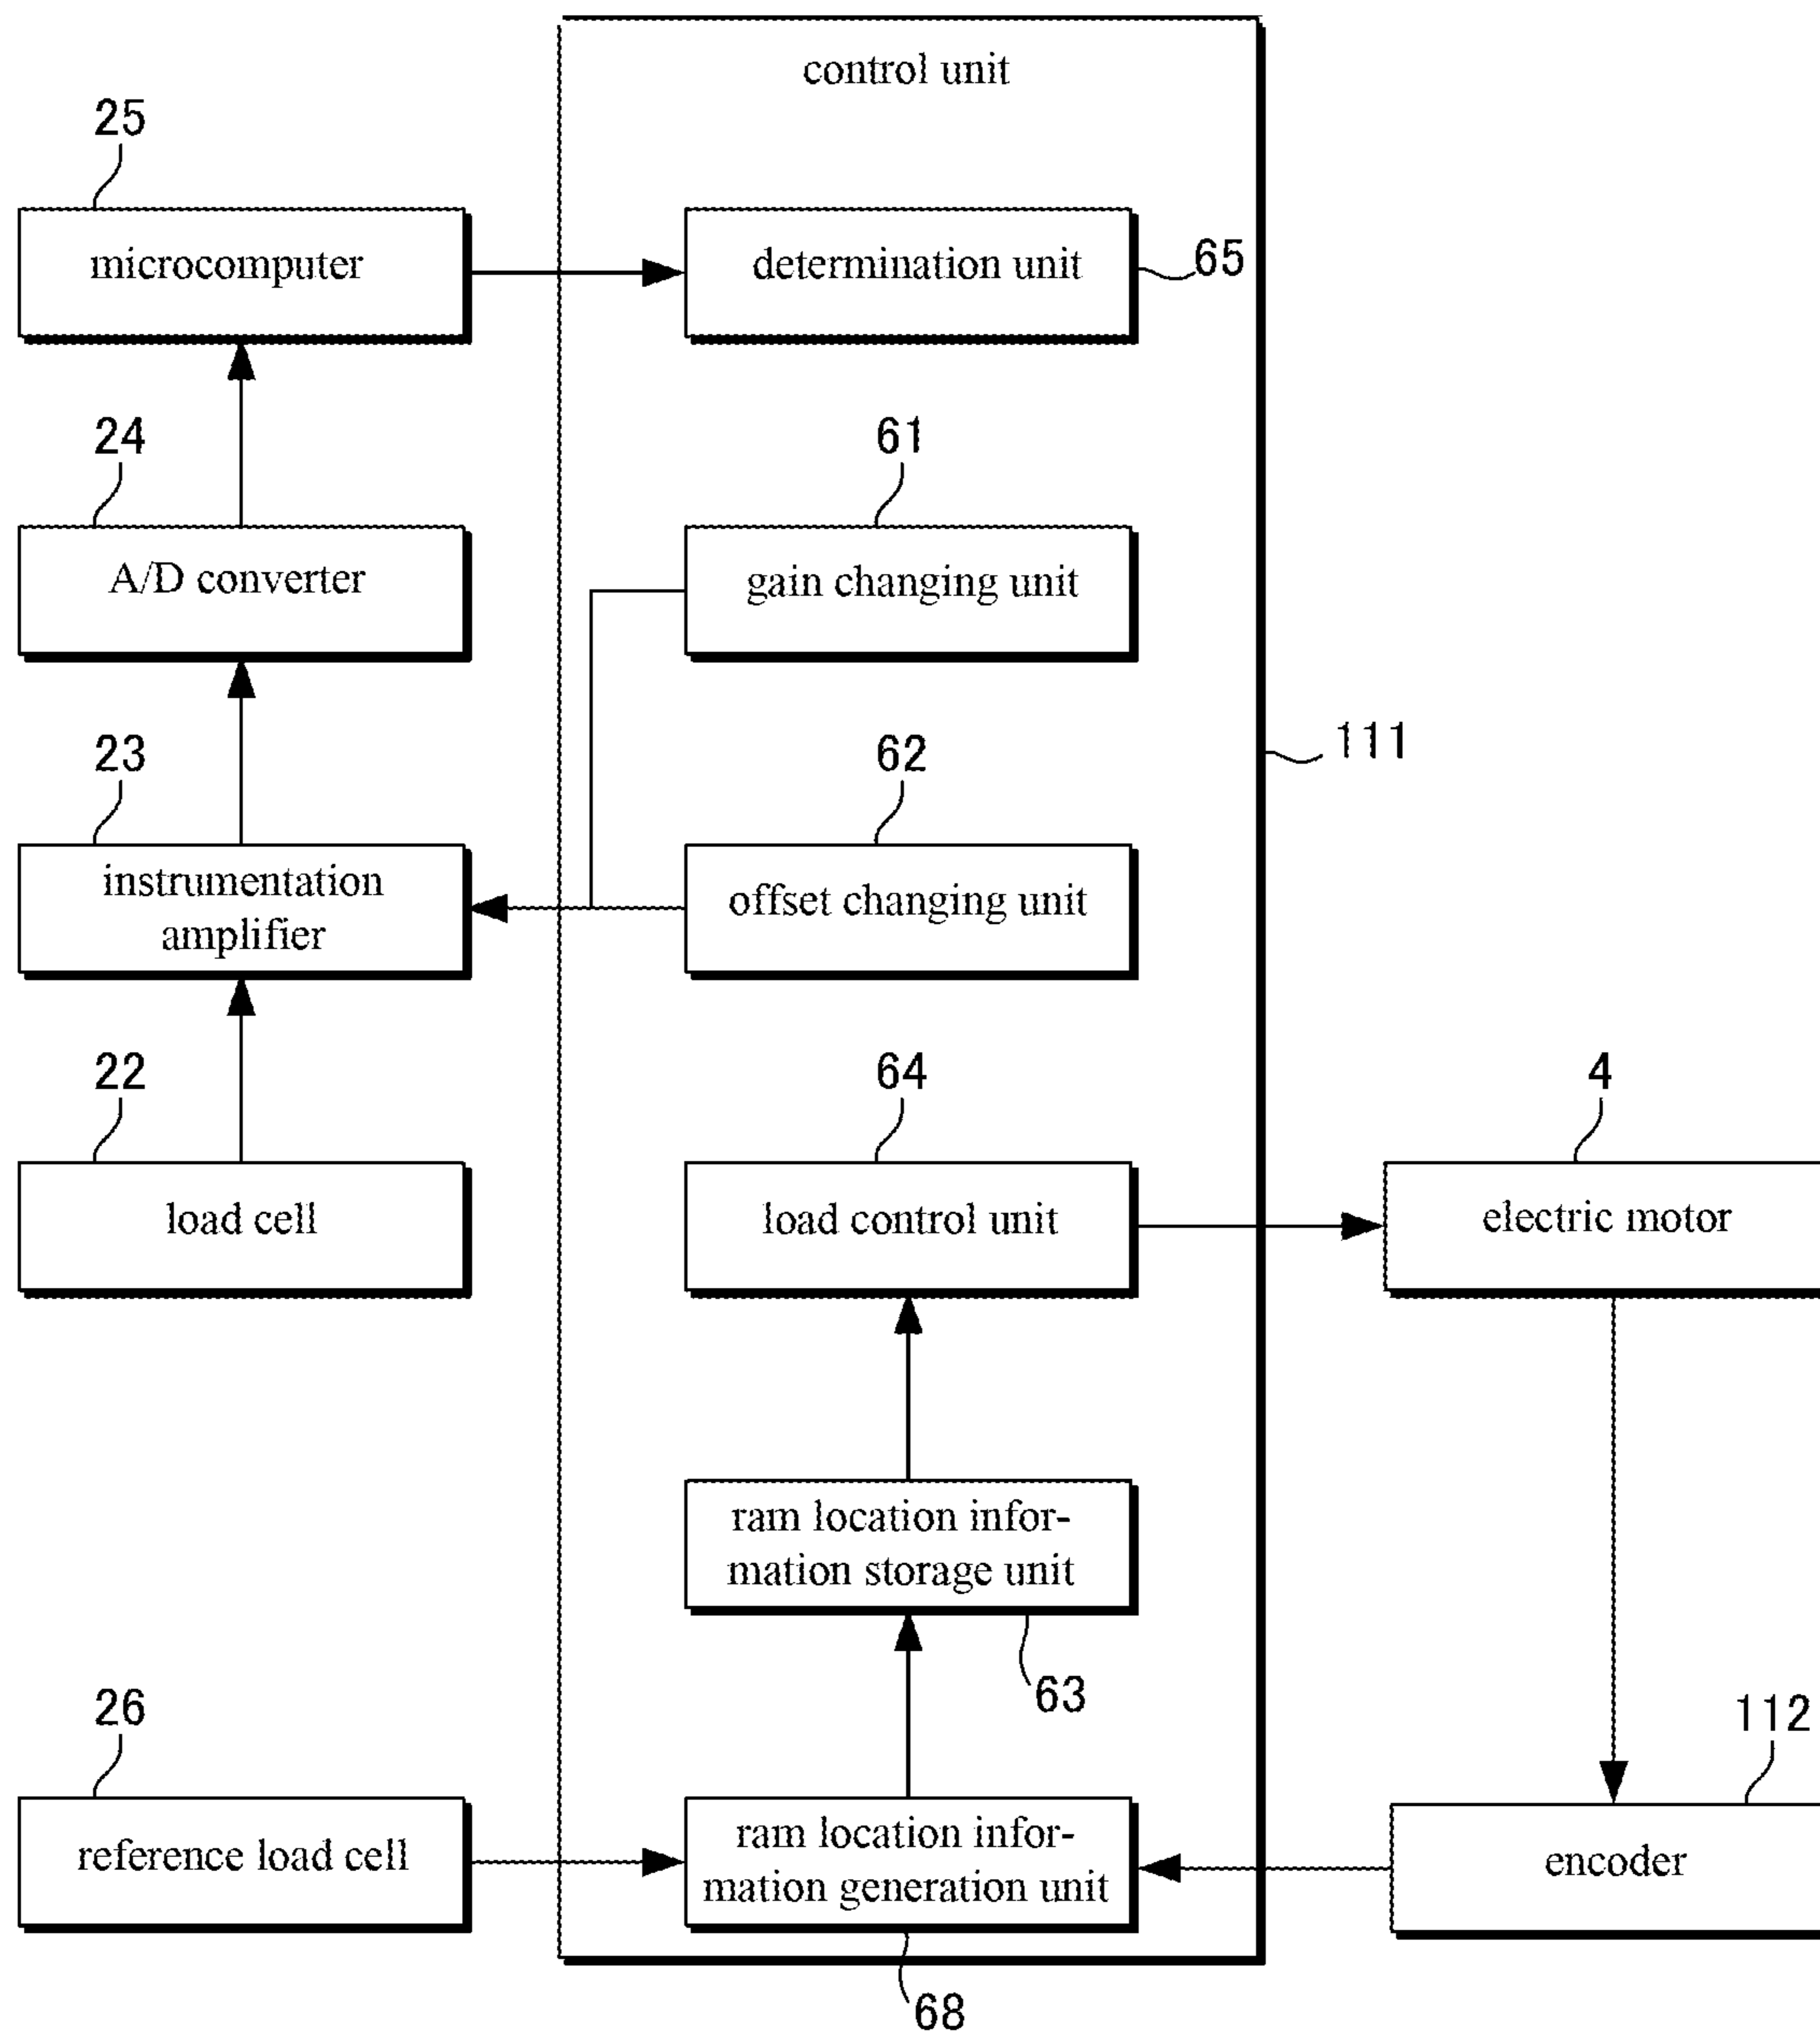 control unit
25
microcomputer
determination unit
65
24
A/D converter
61
gain changing unit
111
23
instrumentation
amplifier
62
offset changing unit
22
load cell
64
load control unit
4
electric motor
ram location infor-
mation storage unit
63
26
reference load cell
ram location infor-
mation generation unit
68
112
encoder